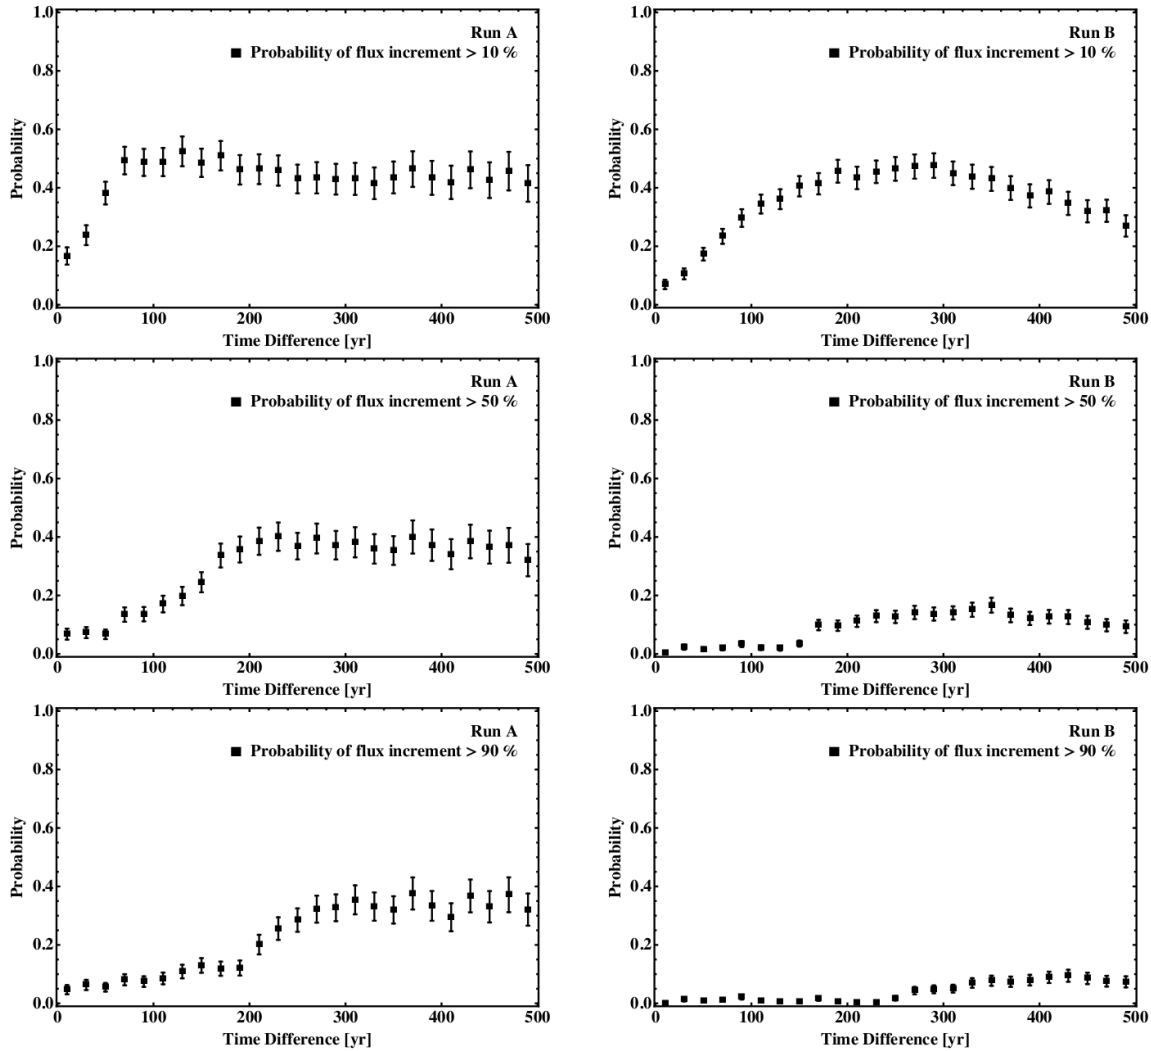 Run A
■ Probability of flux increment > 10 %
Probability
1.0
0.8
0.6
0.4
0.2
0.0
0 100 200 300 400 500
Time Difference [yr]
Run B
■ Probability of flux increment > 10 %
Probability
1.0
0.8
0.6
0.4
0.2
0.0
0 100 200 300 400 500
Time Difference [yr]
Run A
■ Probability of flux increment > 50 %
Probability
1.0
0.8
0.6
0.4
0.2
0.0
0 100 200 300 400 500
Time Difference [yr]
Run B
■ Probability of flux increment > 50 %
Probability
1.0
0.8
0.6
0.4
0.2
0.0
0 100 200 300 400 500
Time Difference [yr]
Run A
■ Probability of flux increment > 90 %
Probability
1.0
0.8
0.6
0.4
0.2
0.0
0 100 200 300 400 500
Time Difference [yr]
Run B
■ Probability of flux increment > 90 %
Probability
1.0
0.8
0.6
0.4
0.2
0.0
0 100 200 300 400 500
Time Difference [yr]